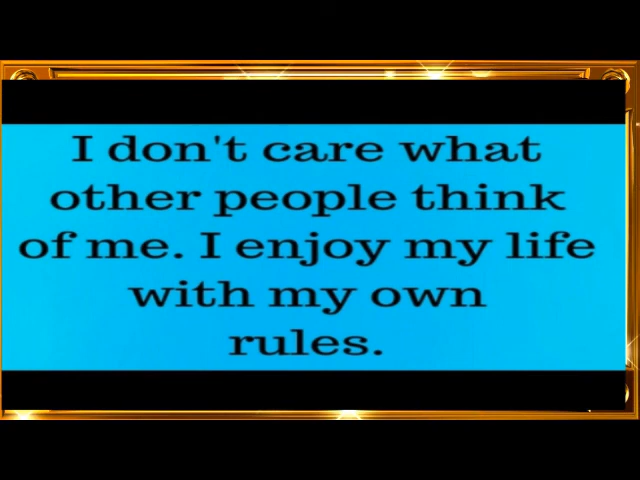 I don't care what
other people think
of me. I enjoy my life
with my own
rules.